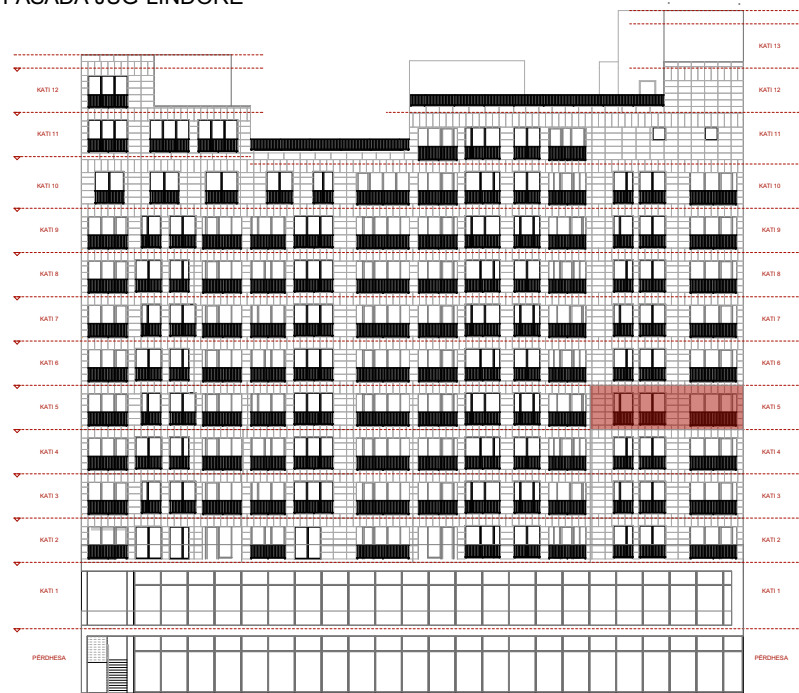 FASADA JUG-LINDORE
KATI 13
KATI 12
KATI 12
KATI 11
KATI 11
KATI 10
KATI 10
KATI 9
KATI 9
KATI 8
KATI 8
KATI 7
KATI 7
KATI 6
KATI 6
KATI 5
KATI 5
KATI 4
KATI 4
KATI 3
KATI 3
KATI 2
KATI 2
KATI 1
KATI 1
PËRDHESA
PËRDHESA